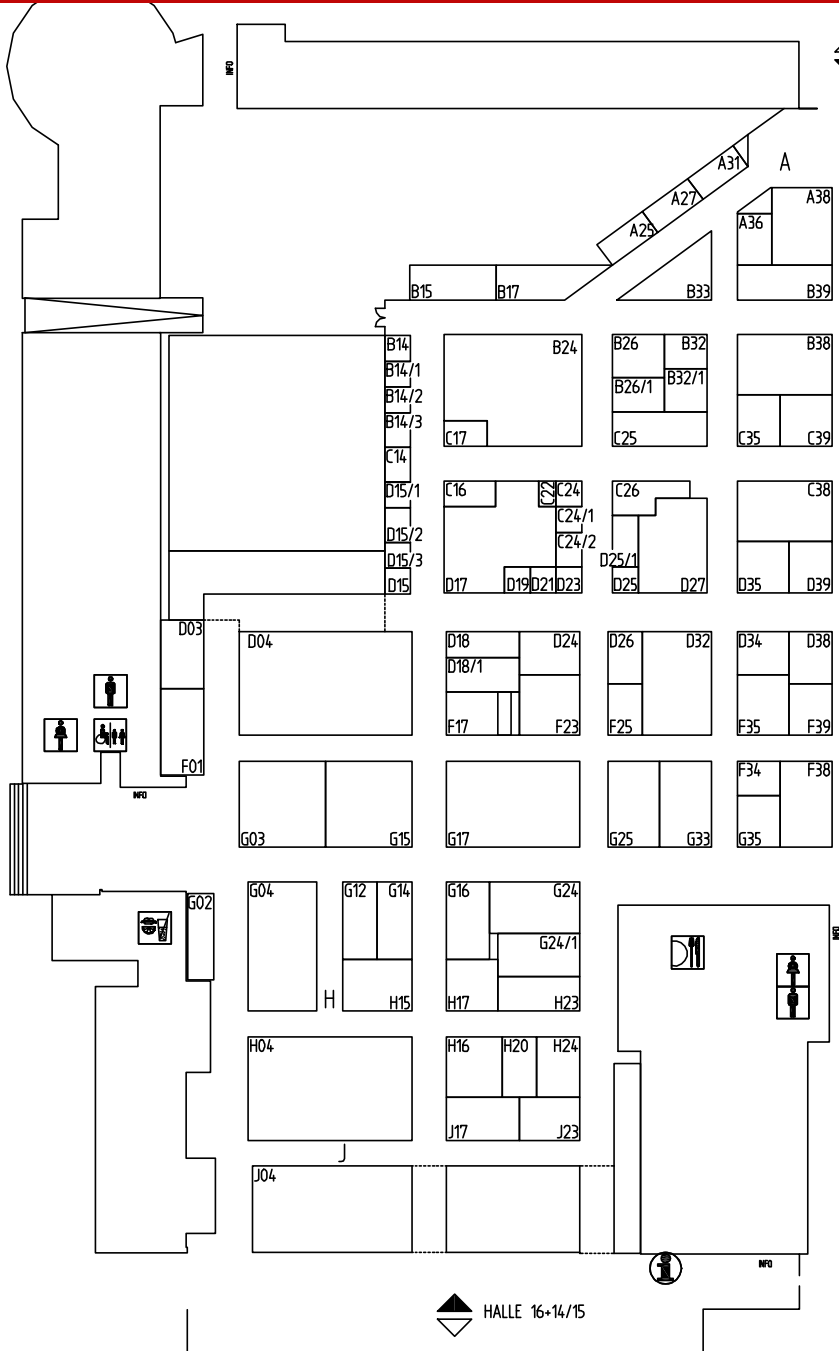 INFO
A
A31
A38
A27
A36
A25
B15
B17
B33
B39
B14
B24
B26
B32
B38
B14/1
B26/1
B32/1
B14/2
B14/3
C17
C25
C35
C39
C14
D15/1
C16
C22
C24
C26
C38
C24/1
D15/2
C24/2
D15/3
D25/1
D15
D17
D19
D21
D23
D25
D27
D35
D39
D03
D04
D18
D24
D26
D32
D34
D38
D18/1
F17
F23
F25
F35
F39
F01
F34
F38
INFO
G03
G15
G17
G25
G33
G35
G02
G04
G12
G14
G16
G24
INFO
G24/1
H
H15
H17
H23
H04
H16
H20
H24
J17
J23
J
J04
INFO
HALLE 16+14/15